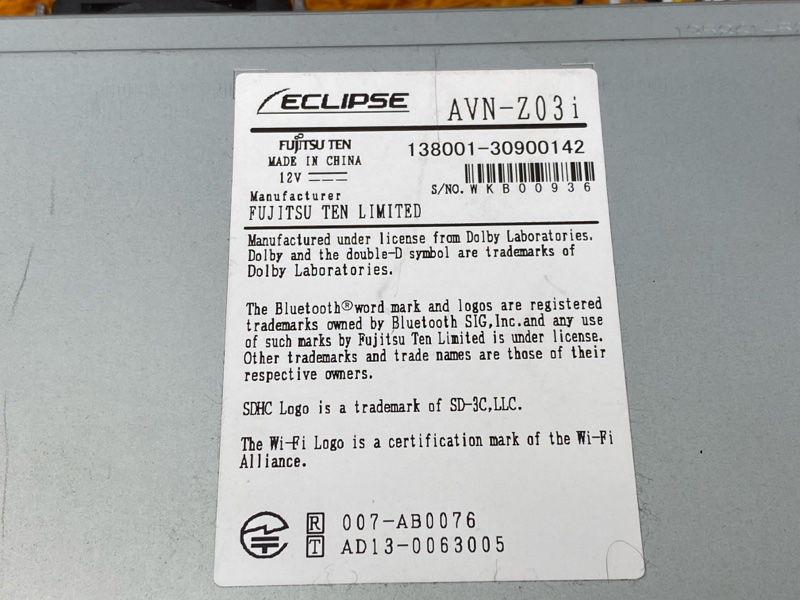 ECLIPSE AVN-Z03i
FUJITSU TEN 138001-30900142
MADE IN CHINA
12V
S/NO. WKB00936
Manufacturer
FUJITSU TEN LIMITED
Manufactured under license from Dolby Laboratories.
Dolby and the double-D symbol are trademarks of
Dolby Laboratories.
The Bluetooth®word mark and logos are registered
trademarks owned by Bluetooth SIG,Inc.and any use
of such marks by Fujitsu Ten Limited is under license.
Other trademarks and trade names are those of their
respective owners.
SDHC Logo is a trademark of SD-3C,LLC.
The Wi-Fi Logo is a certification mark of the Wi-Fi
Alliance.
R 007-AB0076
T AD13-0063005